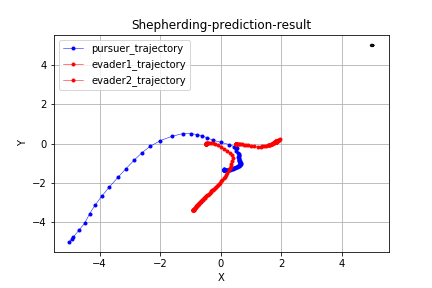 Shepherding-prediction-result
pursuer_trajectory
evader1_trajectory
evader2_trajectory
Y
4
2
0
−2
−4
−4
−2
0
2
4
X